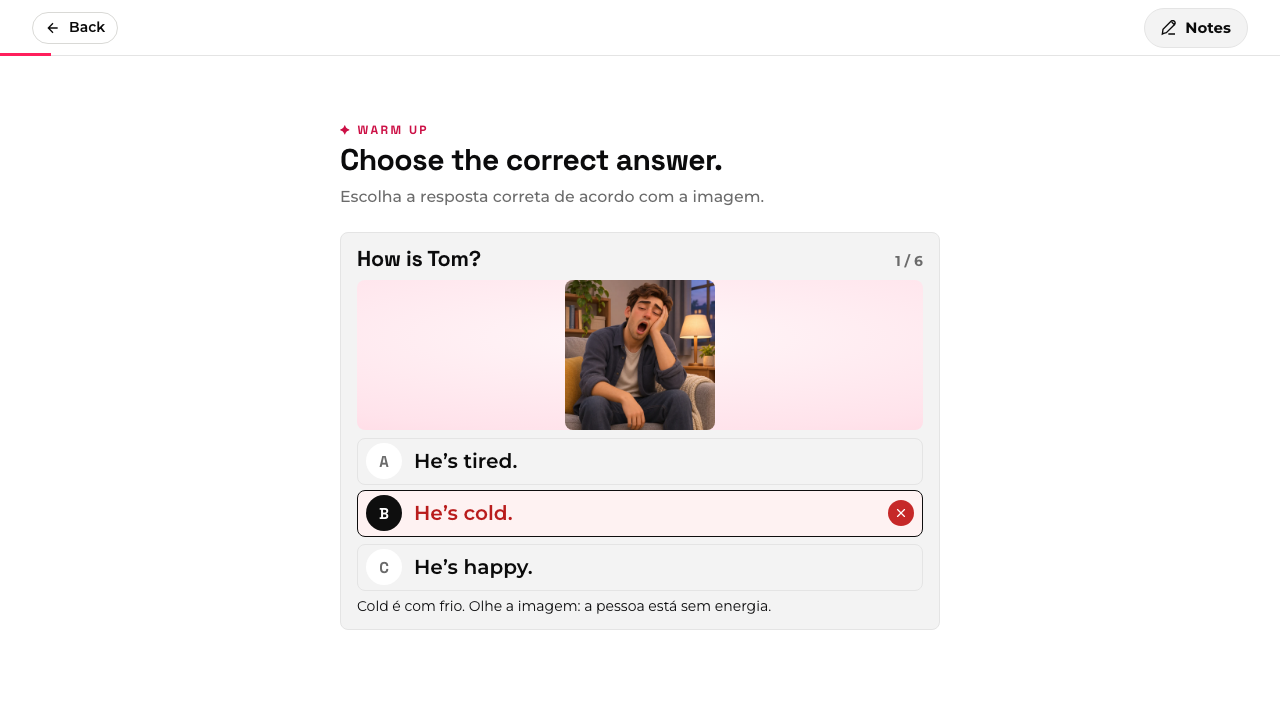 Back
Notes
WARM UP
Choose the correct answer.
Escolha a resposta correta de acordo com a imagem.
How is Tom?
1 / 6
A
He’s tired.
B
He’s cold.
C
He’s happy.
Cold é com frio. Olhe a imagem: a pessoa está sem energia.